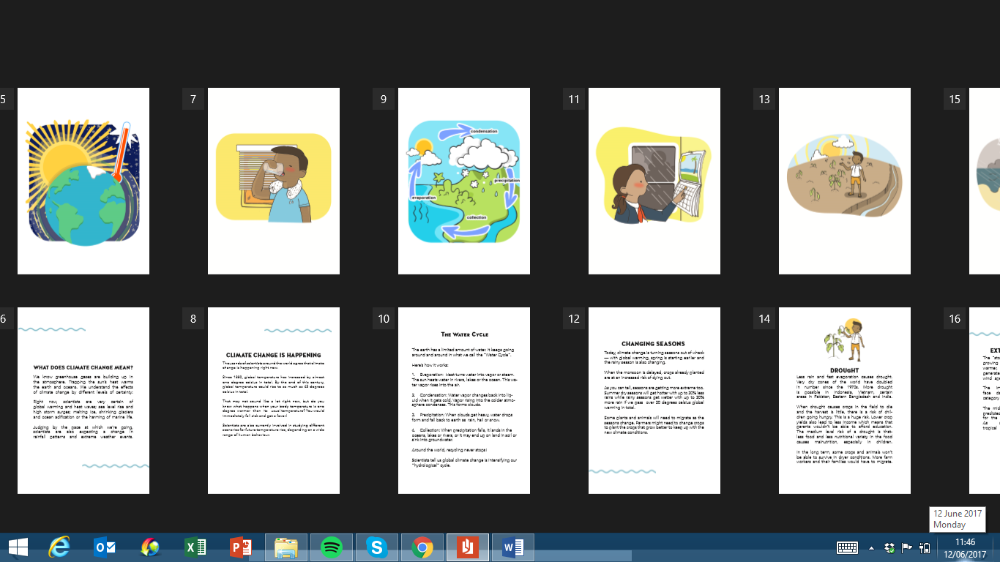 5
7
9
11
13
15
condensation
precipitation
evaporation
collection
6
WHAT DOES CLIMATE CHANGE MEAN?
We know greenhouse gases are building up in
the atmosphere. Trapping the sun's heat warms
the earth and oceans. We understand the effects
of climate change by different levels of certainty:
Right now, scientists are very certain of
global warming and heat waves; sea level rise and
high storm surges; melting ice, shrinking glaciers
and ocean acification or the harming of marine life.
Judging by the pace at which we're going,
scientists are also expecting a change in
rainfall patterns and extreme weather events.
8
CLIMATE CHANGE IS HAPPENING
Thousands of scientists around the world agree that climate
change is happening right now.
Since 1880, global temperature has increased by almost
one degree celsius in total. By the end of this century,
global temperature could rise to as much as degrees
celsius in total.
That may not sound like a lot right now, but do you
know what happens when your body temperature is one
degree warmer than its usual temperature? You would
immediately fall sick and get a fever!
Scientists are also currently involved in studying different
scenarios for future temperature rise, depending on a wide
range of human behaviour.
10
THE WATER CYCLE
The earth has a limited amount of water. It keeps going
around and around in what we call the "Water Cycle".
Here's how it works:
1. Evaporation: Heat turns water into vapor or steam.
The sun heats water in rivers, lakes or the ocean. This wa-
ter vapor rises into the air.
2. Condensation: Water vapor changes back into liq-
uid when it gets cold. Vapor rising into the colder atmo-
sphere condenses. This forms clouds.
3. Precipitation: When clouds get heavy, water drops
form and fall back to earth as rain, hail or snow.
4. Collection: When precipitation falls, it lands in the
oceans, lakes or rivers, or it may end up on land in soil or
sink into groundwater.
Around the world, recycling never stops!
Scientists tell us global climate change is intensifying our
"hydrological" cycle.
12
CHANGING SEASONS
Today, climate change is turning seasons out of whack
— with global warming, spring is starting earlier and
the rainy season is also changing.
When the monsoon is delayed, crops already planted
are at an increased risk of dying out.
As you can tell, seasons are getting more extreme too.
Summer dry seasons will get hotter with up to 30% less
rains while rainy seasons get wetter with up to 30%
more rain if we pass over 20 degrees celsius global
warming in total.
Some plants and animals will need to migrate as the
seasons change. Farmers might need to change crops
to plant the crops that grow better to keep up with the
new climate conditions.
14
DROUGHT
Less rain and fast evaporation causes drought.
Very dry zones of the world have doubled
in number since the 1970s. More drought
is possible in Indonesia, Vietnam, certain
areas in Pakistan, Eastern Bangladesh and India.
When drought causes crops in the field to die
and the harvest is little, there is a risk of chil-
dren going hungry. This is a huge risk. Lower crop
yields also lead to less income which means that
parents wouldn't be able to afford education.
The medium level risk of a drought is that-
less food and less nutritional variety in the food
causes malnutrition, especially in children.
In the long term, some crops and animals won't
be able to survive in dryer conditions. More farm
workers and their families would have to migrate.
16
EXT
The "sto
growing
warmer,
generate
wind age
The im
face de
category
The mid
predicted
for the
As
tropical
12 June 2017
Monday
11:46
12/06/2017